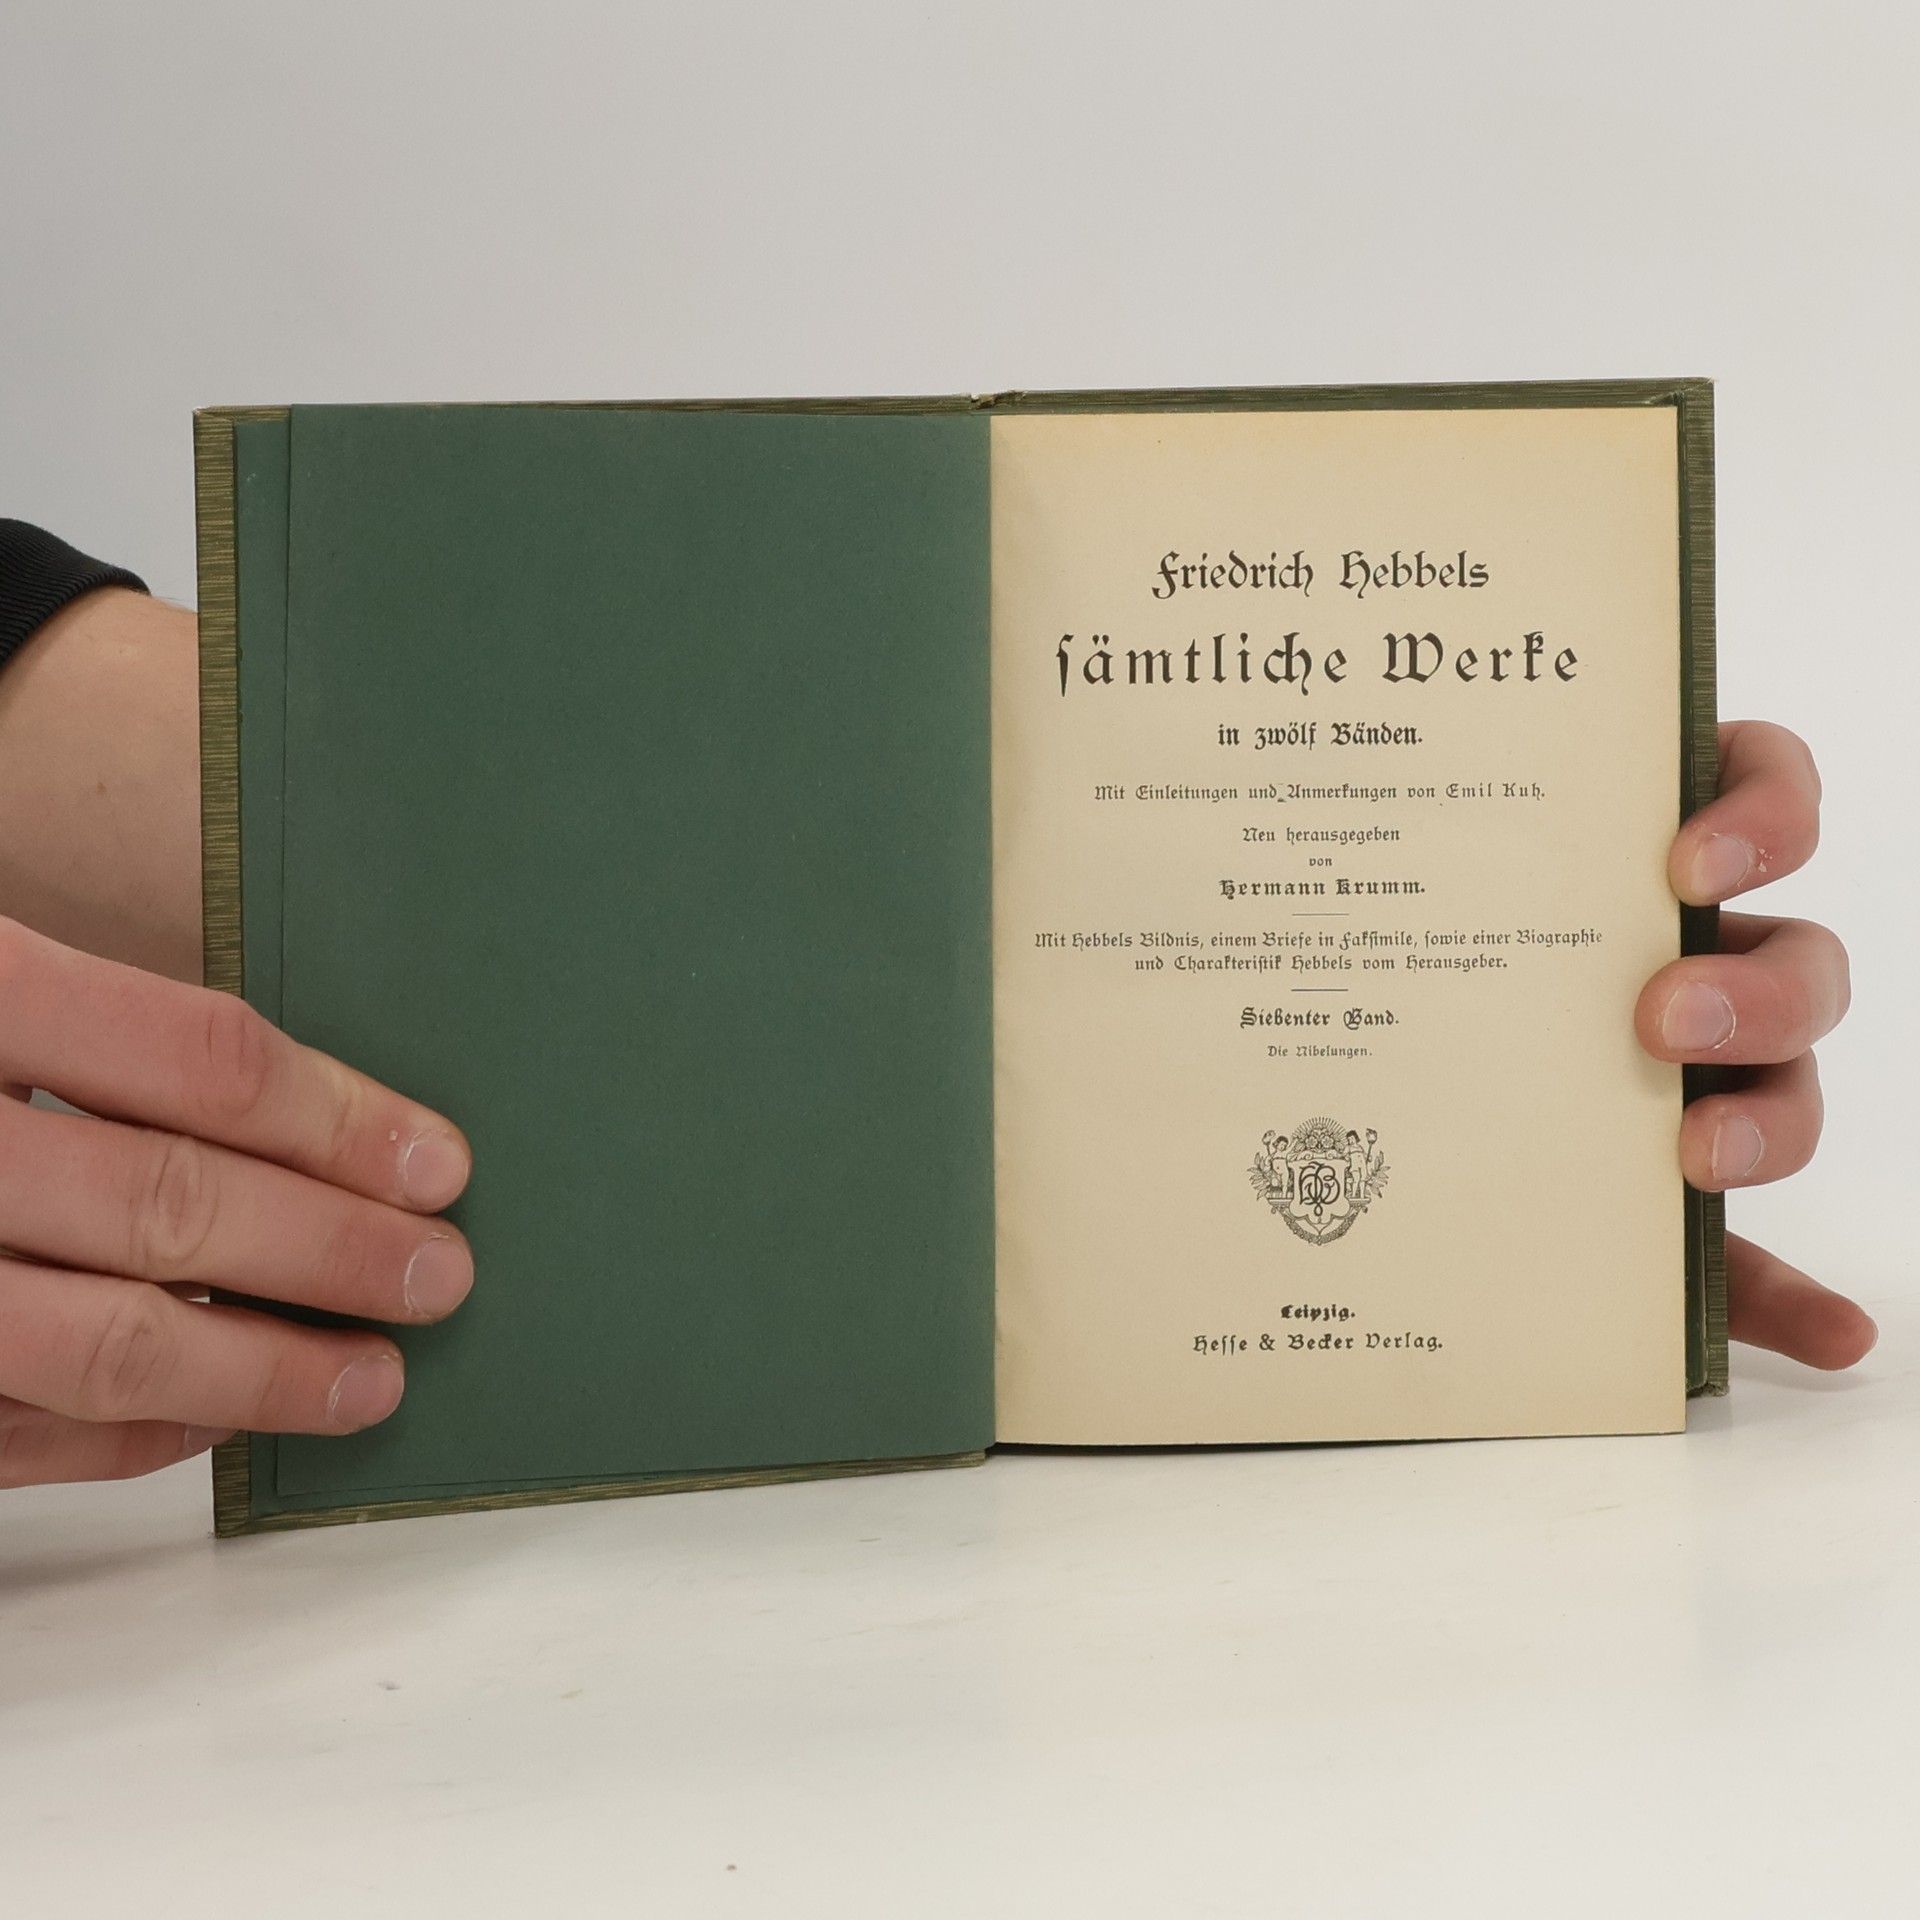 Friedrich Hebbels
sämtliche Werke
in zwölf Bänden.
Mit Einleitungen und Anmerkungen von Emil Kuh.
Neu herausgegeben
von
Hermann Krumm.
Mit Hebbels Bildnis, einem Briefe in Faksimile, sowie einer Biographie
und Charakteristik Hebbels vom Herausgeber.
Siebenter Band.
Die Nibelungen.
Leipzig.
Hesse & Becker Verlag.